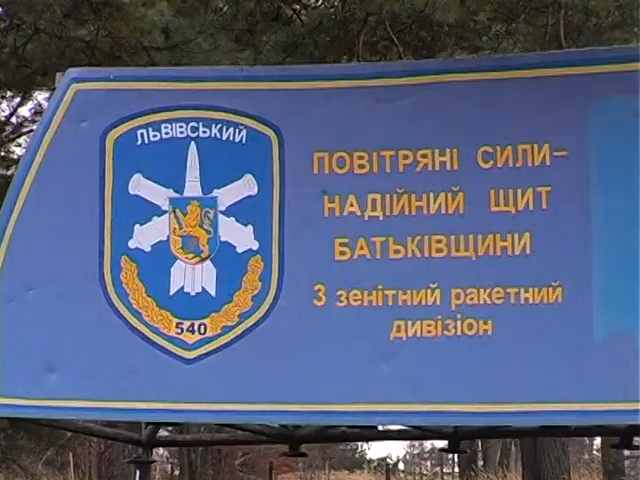 ЛЬВІВСЬКИЙ
540
ПОВІТРЯНІ СИЛИ–
НАДІЙНИЙ ЩИТ
БАТЬКІВЩИНИ
3 зенітний ракетний
дивізіон